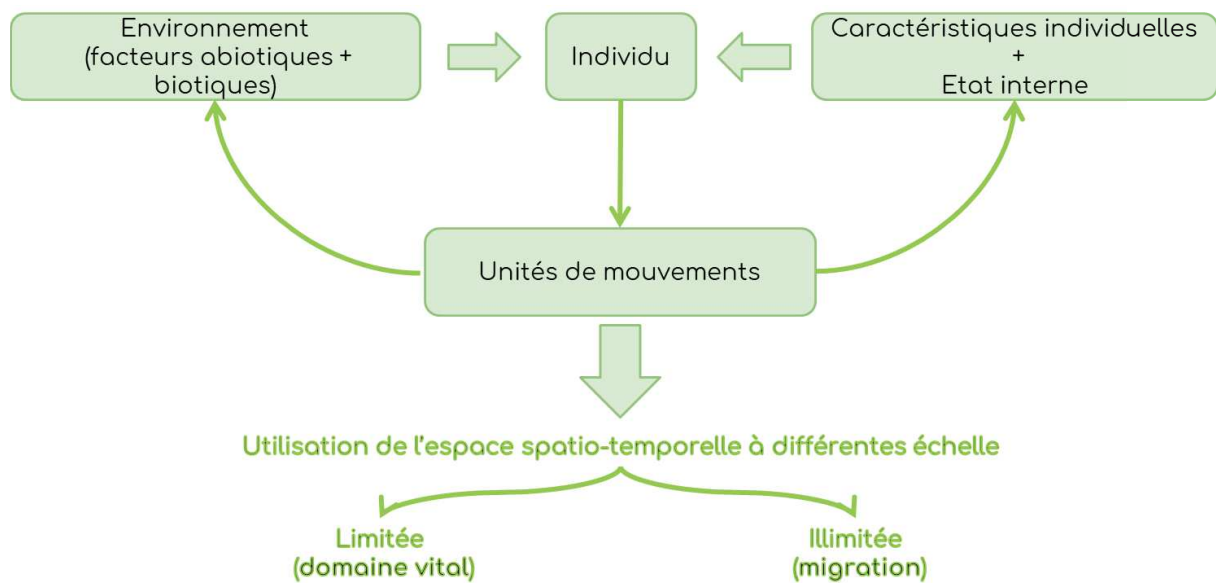 Environnement
(facteurs abiotiques +
biotiques)
Individu
Caractéristiques individuelles
+
Etat interne
Unités de mouvements
Utilisation de l'espace spatio-temporelle à différentes échelle
Limitée
(domaine vital)
Illimitée
(migration)